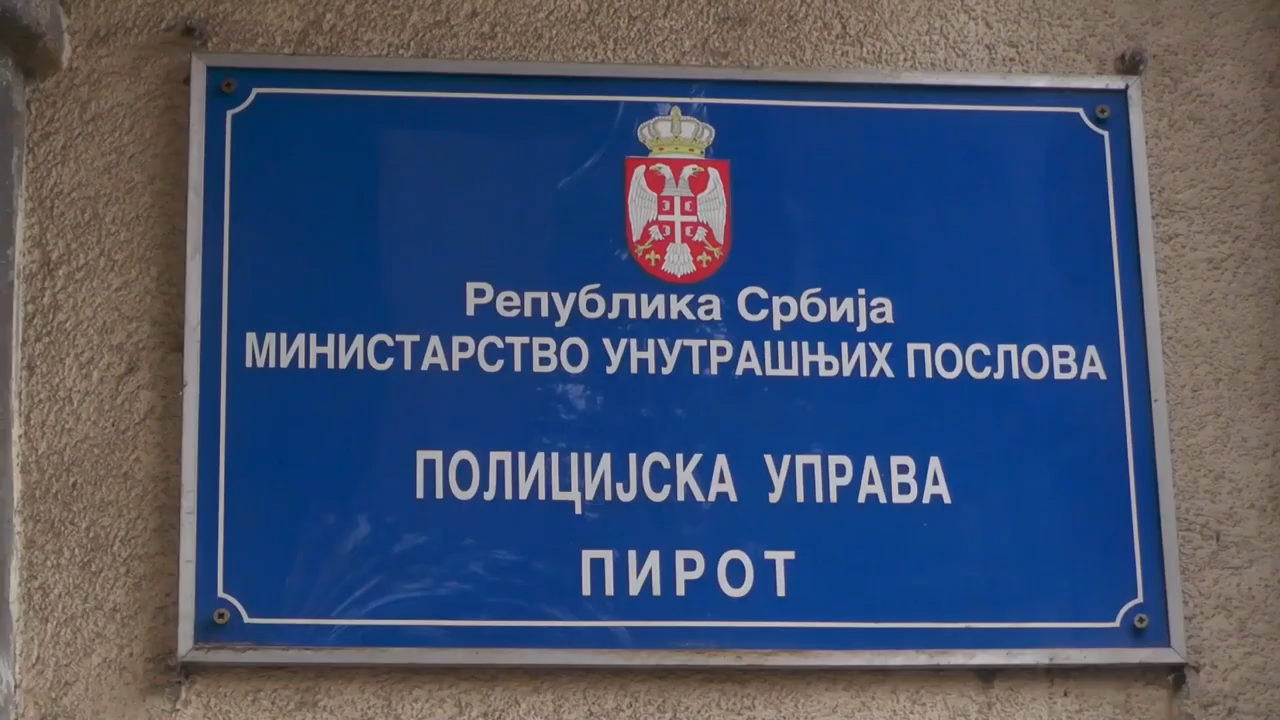 Република Србија
МИНИСТАРСТВО УНУТРАШЊИХ ПОСЛОВА
ПОЛИЦИЈСКА УПРАВА
ПИРОТ